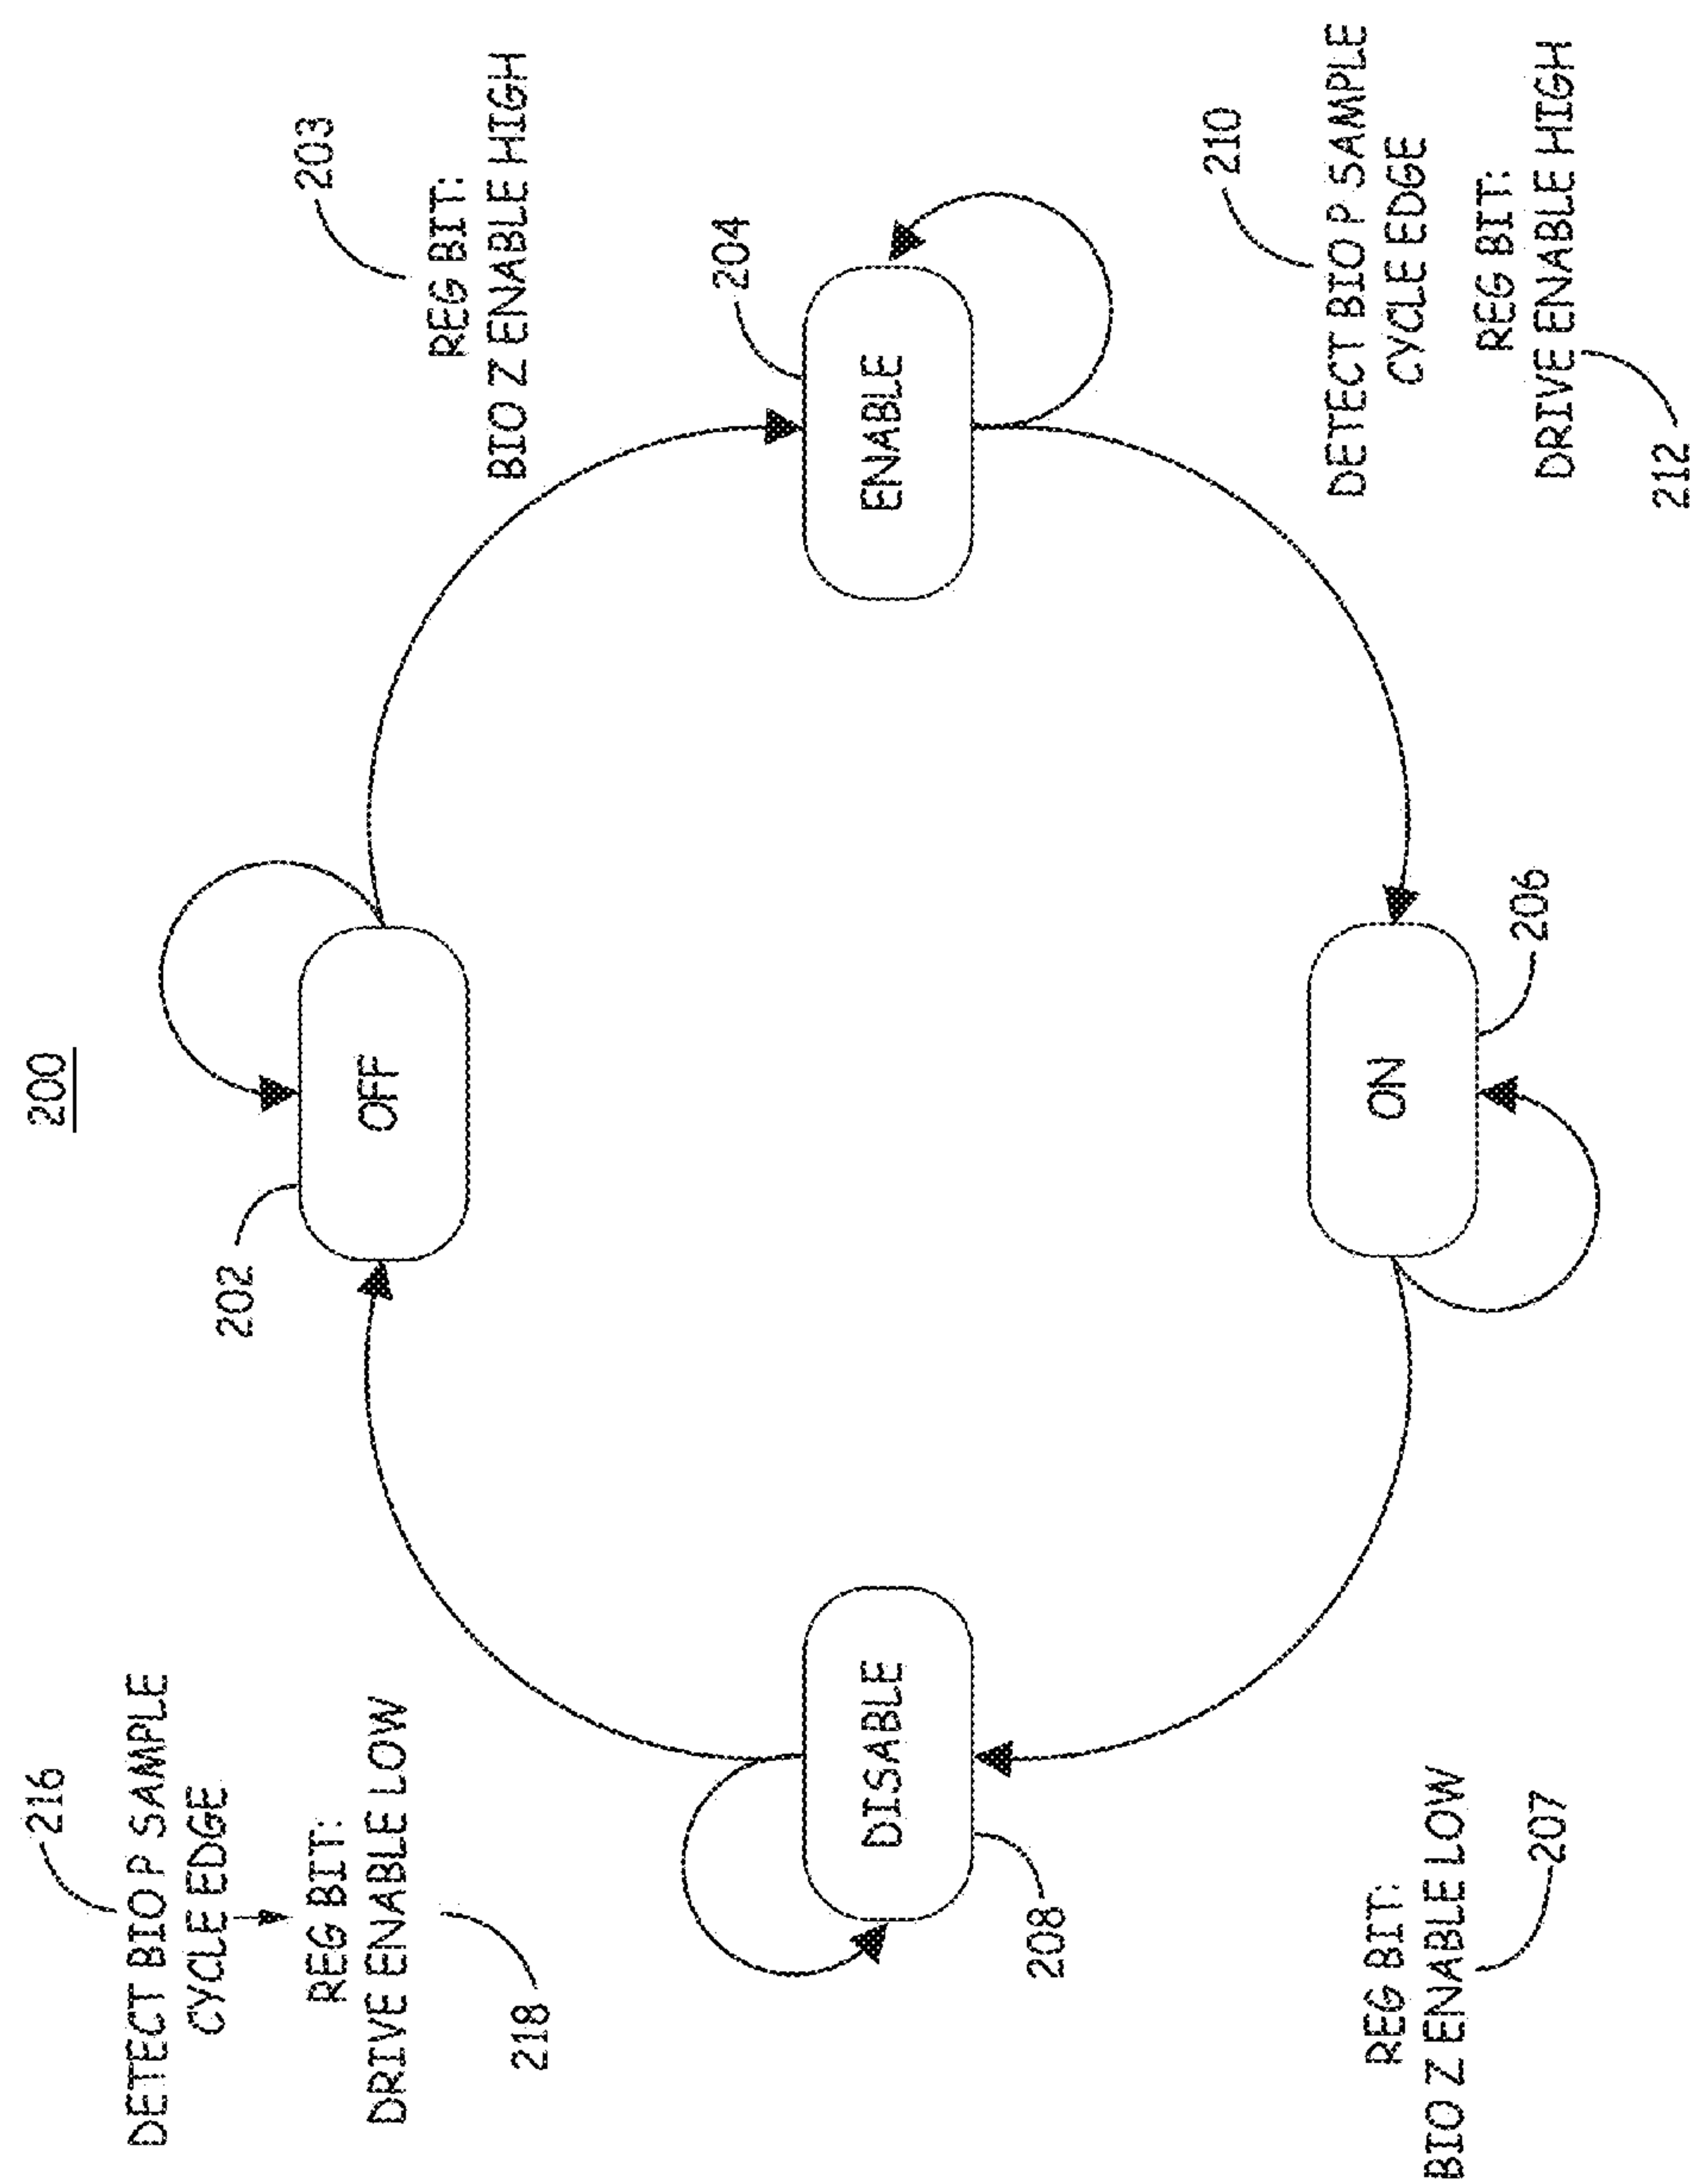 200
216
DETECT BIO P SAMPLE
CYCLE EDGE
REG BIT:
DRIVE ENABLE LOW
218
202
OFF
203
REG BIT:
BIO Z ENABLE HIGH
DISABLE
208
204
ENABLE
REG BIT:
BIO Z ENABLE LOW
207
ON
206
210
DETECT BIO P SAMPLE
CYCLE EDGE
REG BIT:
DRIVE ENABLE HIGH
212